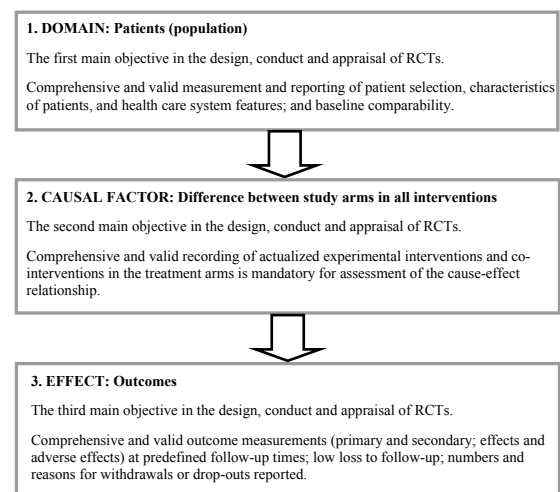 1. DOMAIN: Patients (population)
The first main objective in the design, conduct and appraisal of RCTs.
Comprehensive and valid measurement and reporting of patient selection, characteristics
of patients, and health care system features; and baseline comparability.
2. CAUSAL FACTOR: Difference between study arms in all interventions
The second main objective in the design, conduct and appraisal of RCTs.
Comprehensive and valid recording of actualized experimental interventions and co-
interventions in the treatment arms is mandatory for assessment of the cause-effect
relationship.
3. EFFECT: Outcomes
The third main objective in the design, conduct and appraisal of RCTs.
Comprehensive and valid outcome measurements (primary and secondary; effects and
adverse effects) at predefined follow-up times; low loss to follow-up; numbers and
reasons for withdrawals or drop-outs reported.